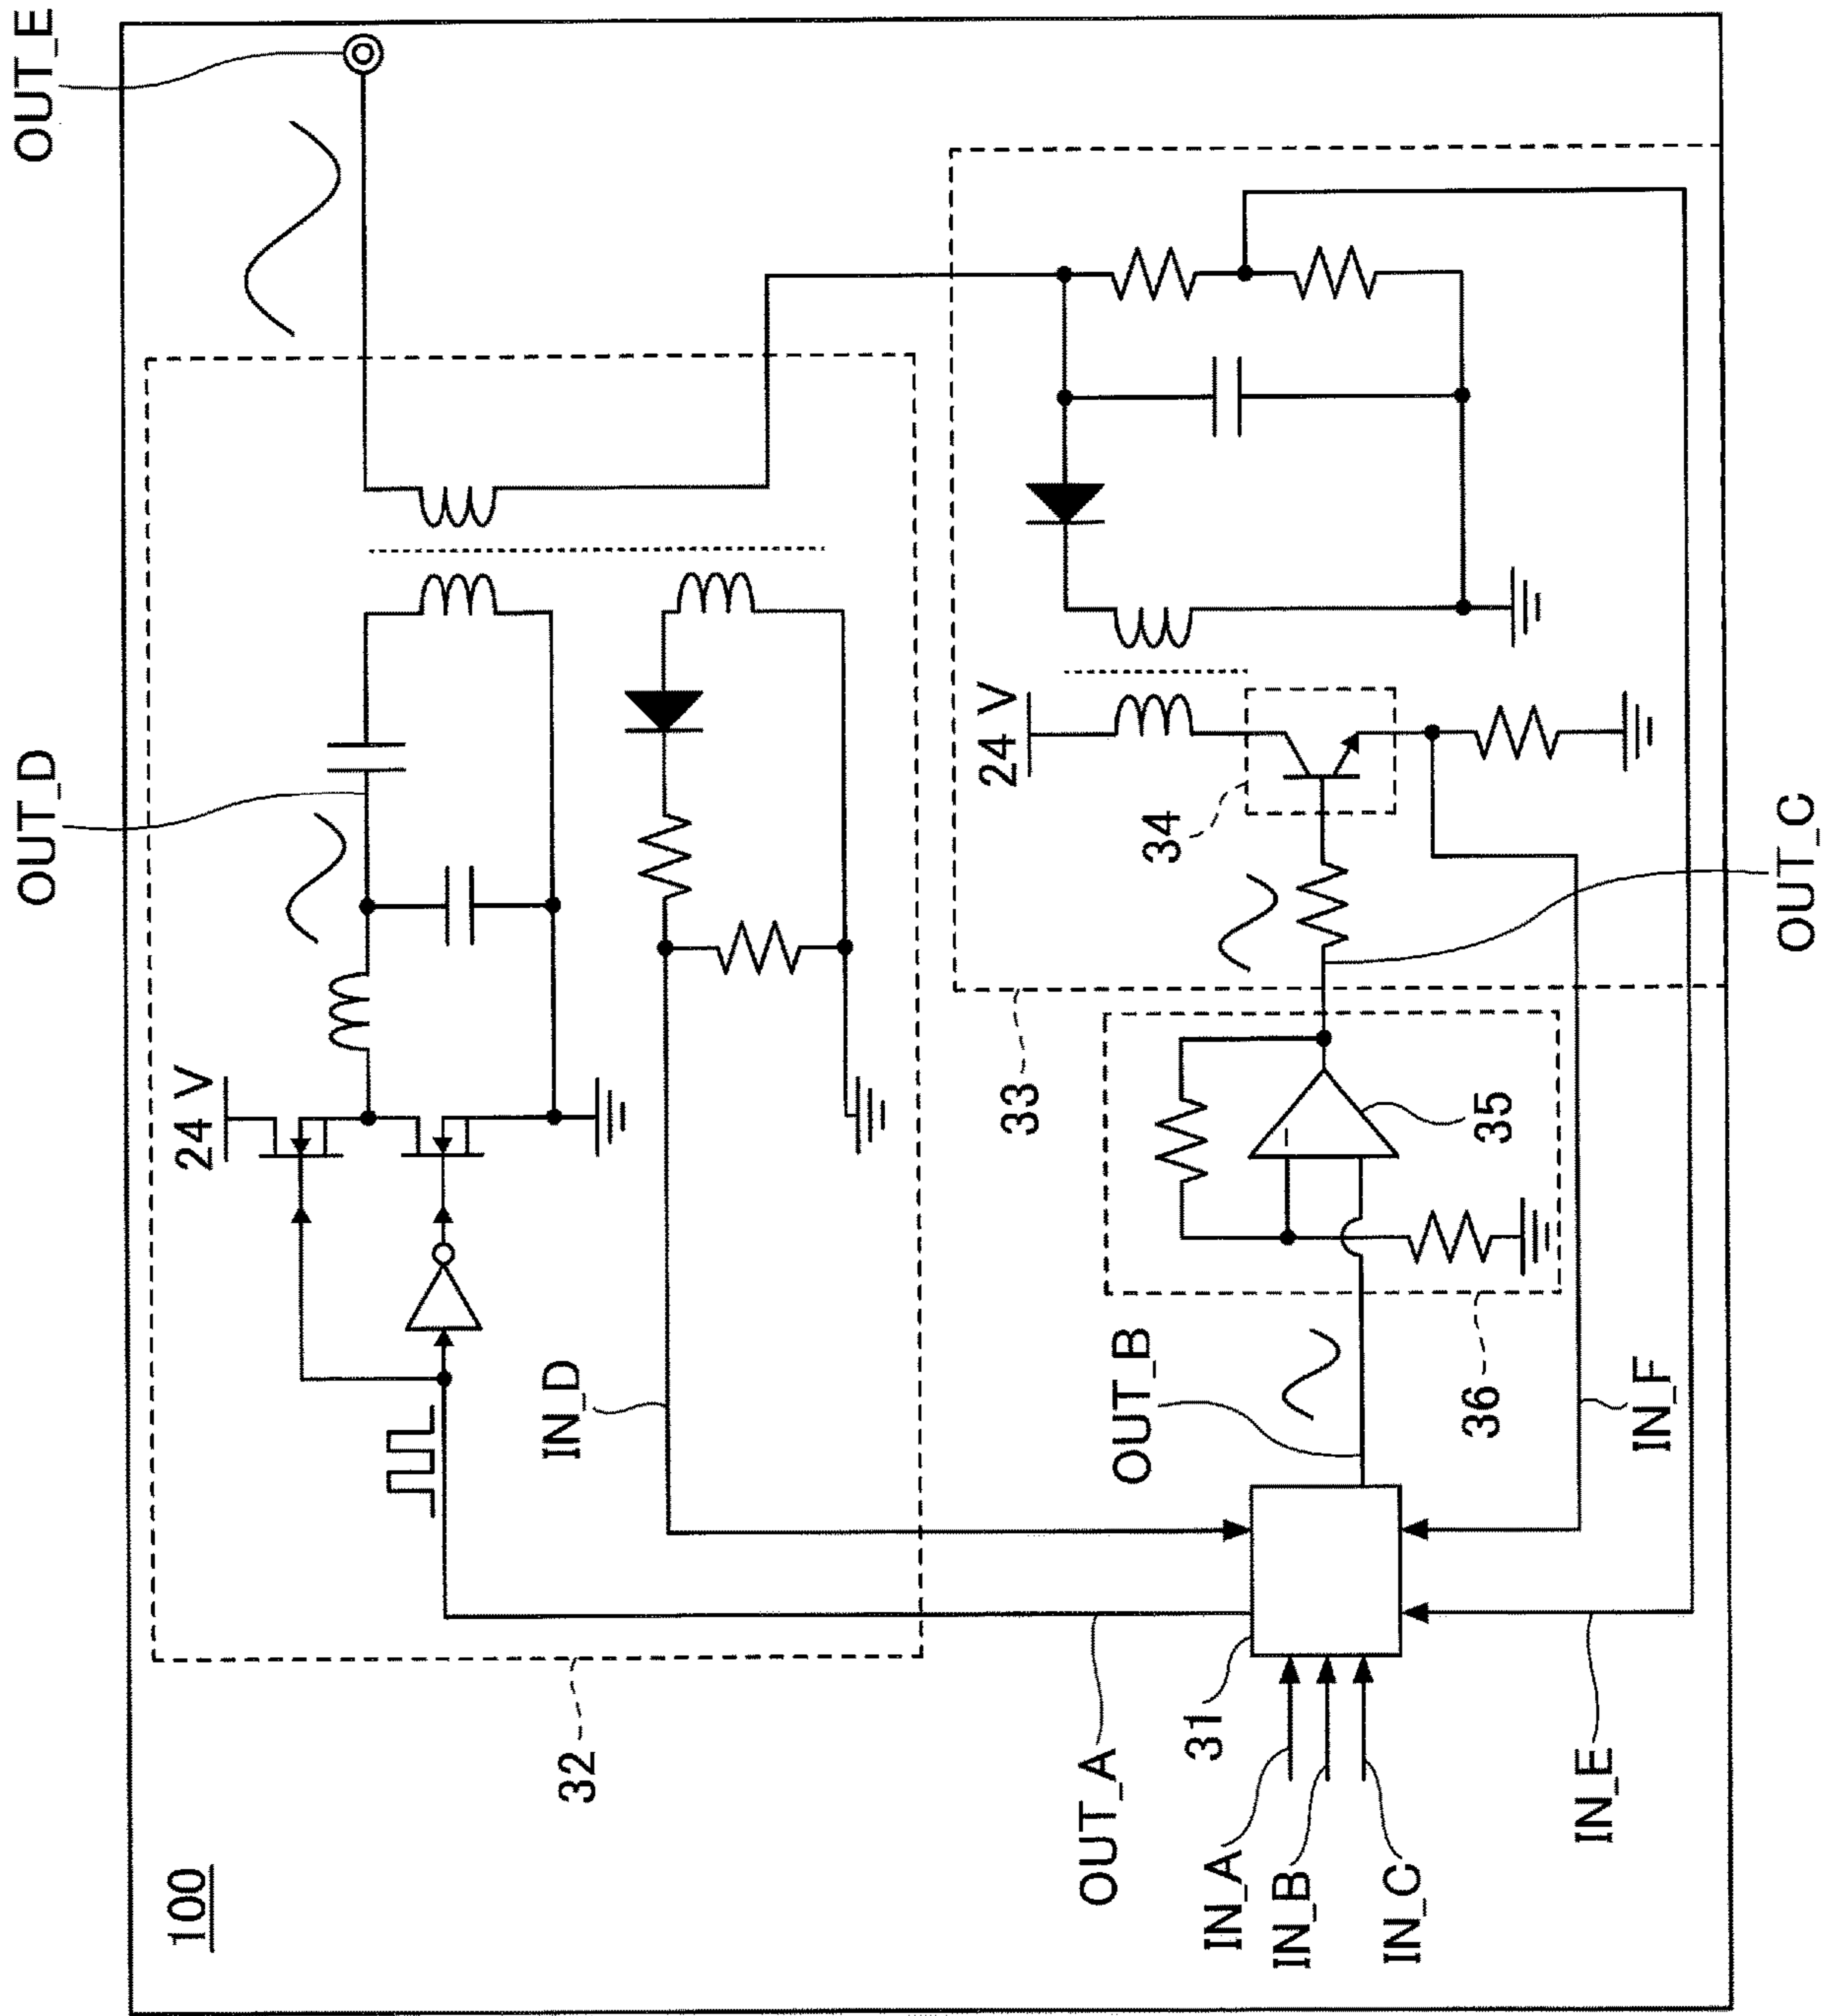 100
OUT_E
OUT_D
24 V
IN_D
32
24 V
34
33
35
36
OUT_A
OUT_B
OUT_C
31
IN_A
IN_B
IN_C
IN_E
IN_F